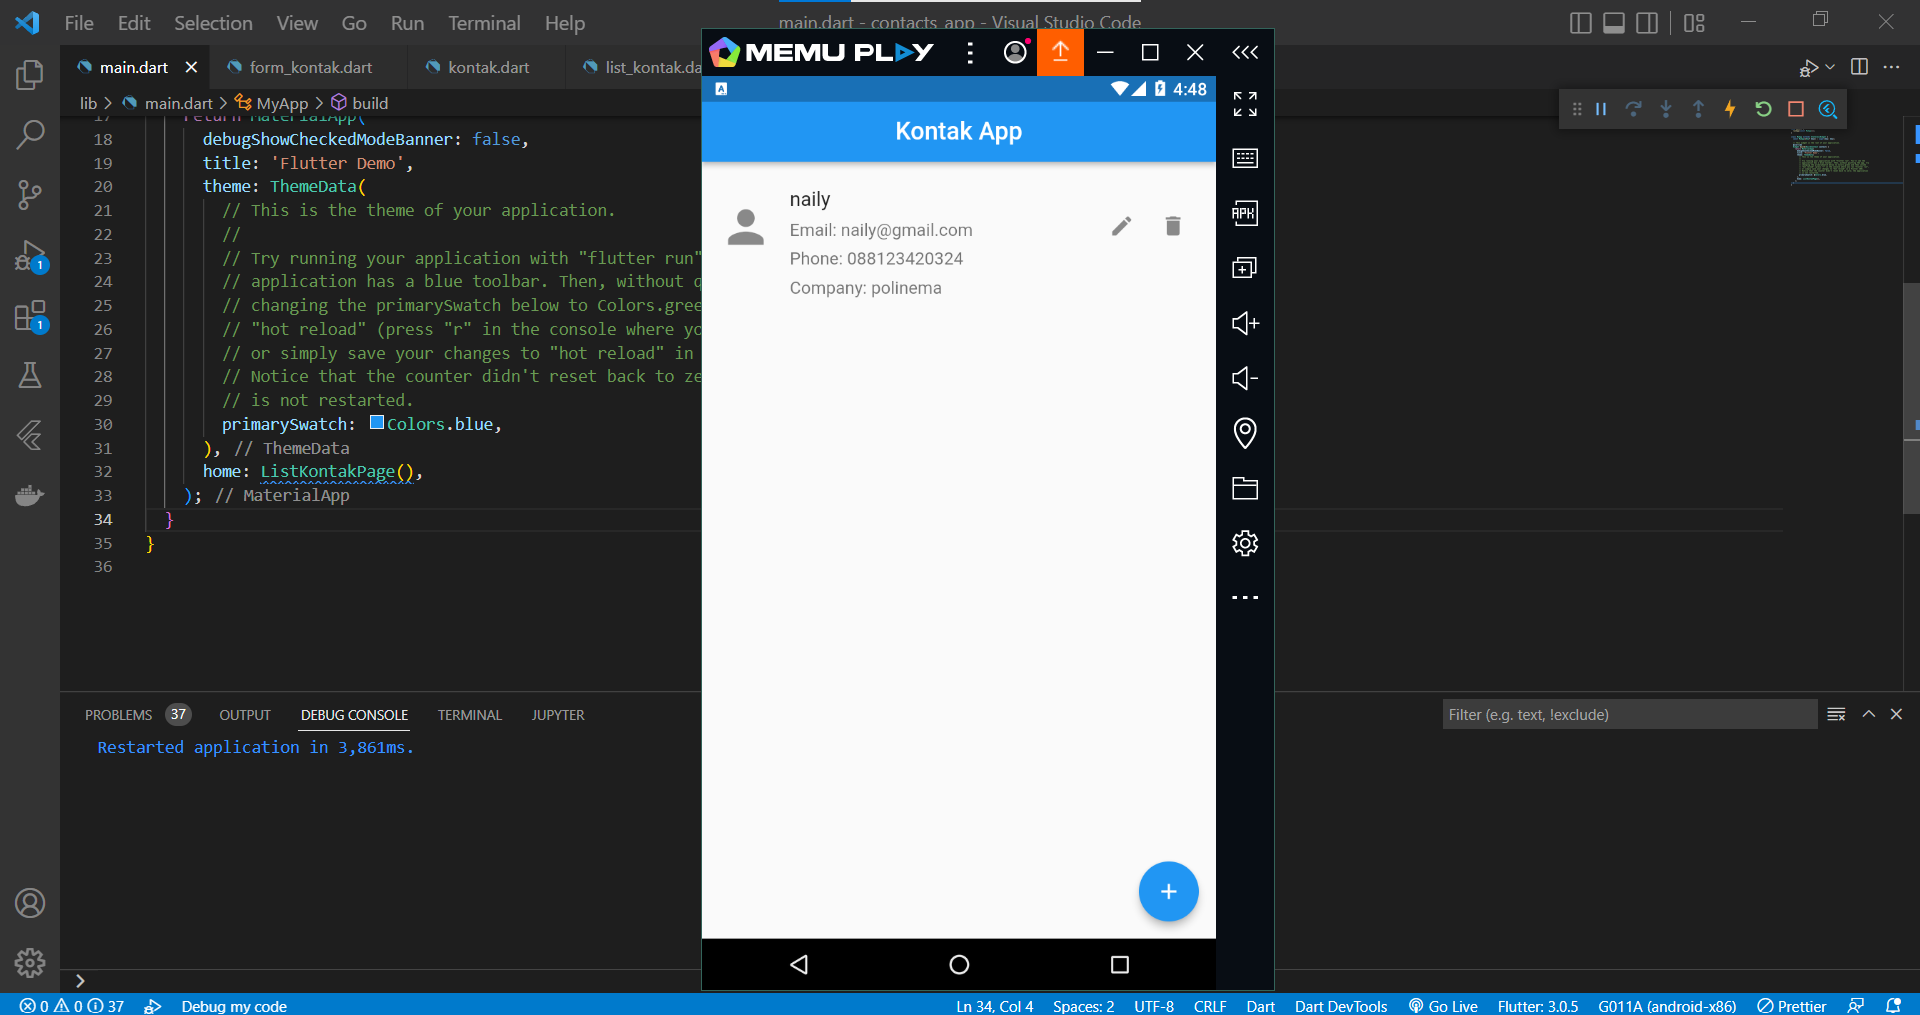 File Edit Selection View Go Run Terminal Help
main.dart - contacts_app - Visual Studio Code
main.dart
form_kontak.dart
kontak.dart
list_kontak.da
lib > main.dart > MyApp > build
17 return MaterialApp(
18 debugShowCheckedModeBanner: false,
19 title: 'Flutter Demo',
20 theme: ThemeData(
21 // This is the theme of your application.
22 //
23 // Try running your application with "flutter run"
24 // application has a blue toolbar. Then, without q
25 // changing the primarySwatch below to Colors.gree
26 // "hot reload" (press "r" in the console where yo
27 // or simply save your changes to "hot reload" in
28 // Notice that the counter didn't reset back to ze
29 // is not restarted.
30 primarySwatch: Colors.blue,
31 ), // ThemeData
32 home: ListKontakPage(),
33 ); // MaterialApp
34 }
35 }
36
1
1
MEMU PLAY
A
4:48
Kontak App
naily
Email: naily@gmail.com
Phone: 088123420324
Company: polinema
APK
PROBLEMS 37 OUTPUT DEBUG CONSOLE TERMINAL JUPYTER
Filter (e.g. text, !exclude)
Restarted application in 3,861ms.
0 0 37 Debug my code
Ln 34, Col 4 Spaces: 2 UTF-8 CRLF Dart Dart DevTools Go Live Flutter: 3.0.5 G011A (android-x86) Prettier